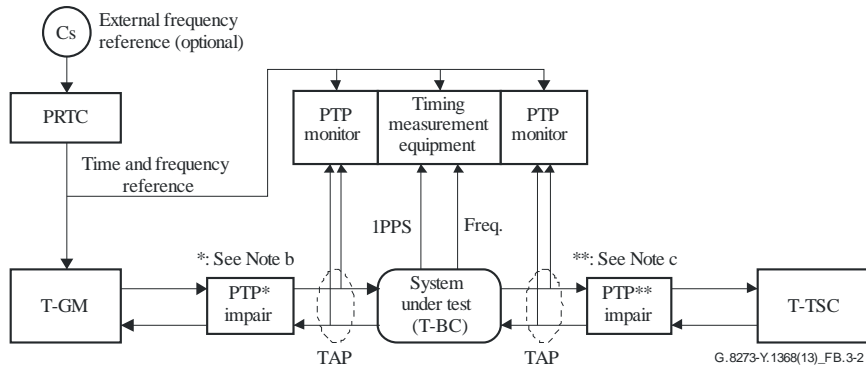 Cs
External frequency
reference (optional)
PRTC
PTP
monitor
Timing
measurement
equipment
PTP
monitor
Time and frequency
reference
1PPS
Freq.
*: See Note b
**: See Note c
T-GM
PTP*
impair
System
under test
(T-BC)
PTP**
impair
T-TSC
TAP
TAP
G.8273-Y.1368(13)_FB.3-2